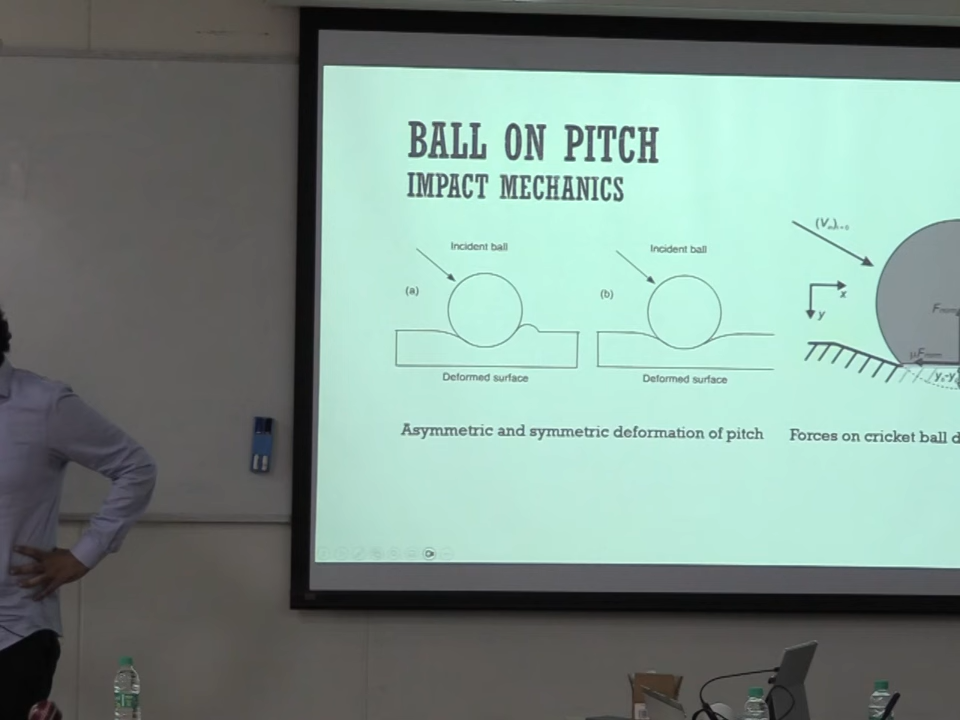 BALL ON PITCH
IMPACT MECHANICS
Incident ball
(a)
Deformed surface
Incident ball
(b)
Deformed surface
x
y
μF
Asymmetric and symmetric deformation of pitch
Forces on cricket ball d